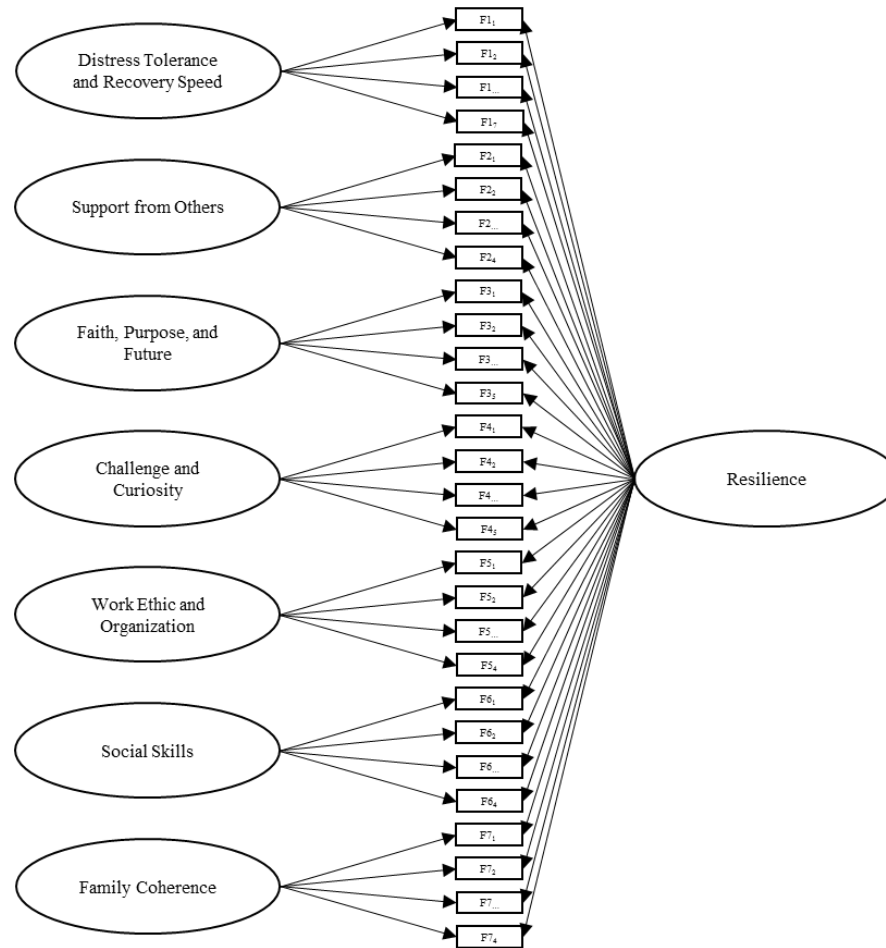 Distress Tolerance
and Recovery Speed
Support from Others
Faith, Purpose, and
Future
Challenge and
Curiosity
Work Ethic and
Organization
Social Skills
Family Coherence
F1₁
F1₂
F1...
F1₇
F2₁
F2₂
F2...
F2₄
F3₁
F3₂
F3...
F3₅
F4₁
F4₂
F4...
F4₅
F5₁
F5₂
F5...
F5₄
F6₁
F6₂
F6...
F6₄
F7₁
F7₂
F7...
F7₄
Resilience